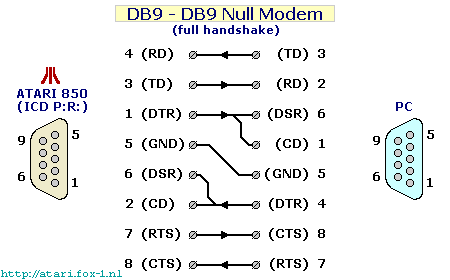 DB9 - DB9 Null Modem
(full handshake)
4 (RD) (TD) 3
3 (TD) (RD) 2
1 (DTR) (DSR) 6
5 (GND) (CD) 1
6 (DSR) (GND) 5
2 (CD) (DTR) 4
7 (RTS) (CTS) 8
8 (CTS) (RTS) 7
ATARI 850
(ICD P:R:)
9 5
6 1
PC
9 5
6 1
http://atari.fox-1.nl